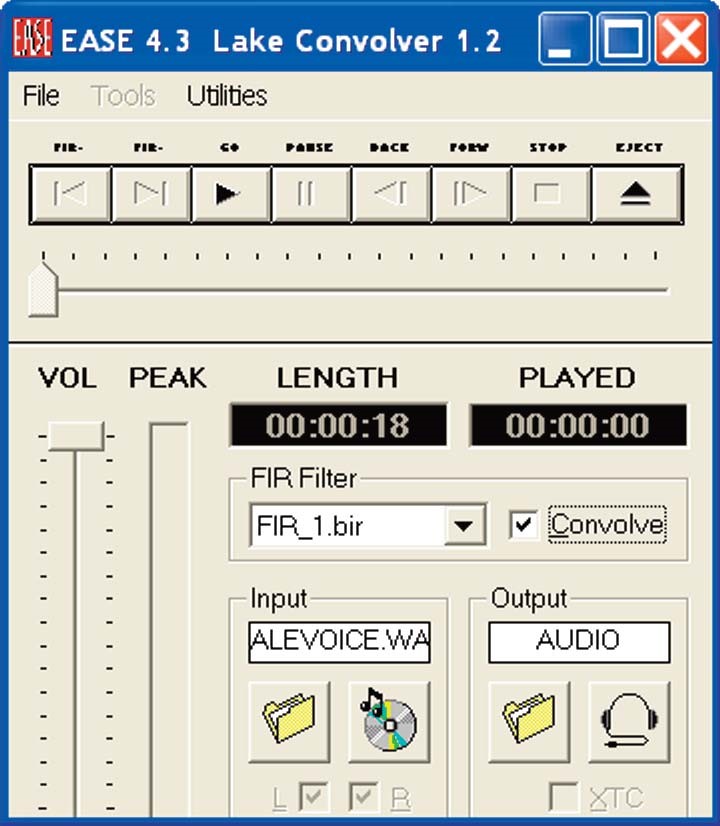 EASE EASE 4.3 Lake Convolver 1.2
File Tools Utilities
FIR- FIR- GO PAUSE BACK FORW STOP EJECT
VOL PEAK LENGTH PLAYED
00:00:18 00:00:00
FIR Filter
FIR_1.bir Convolve
Input Output
ALEVOICE.WA AUDIO
L R XTC